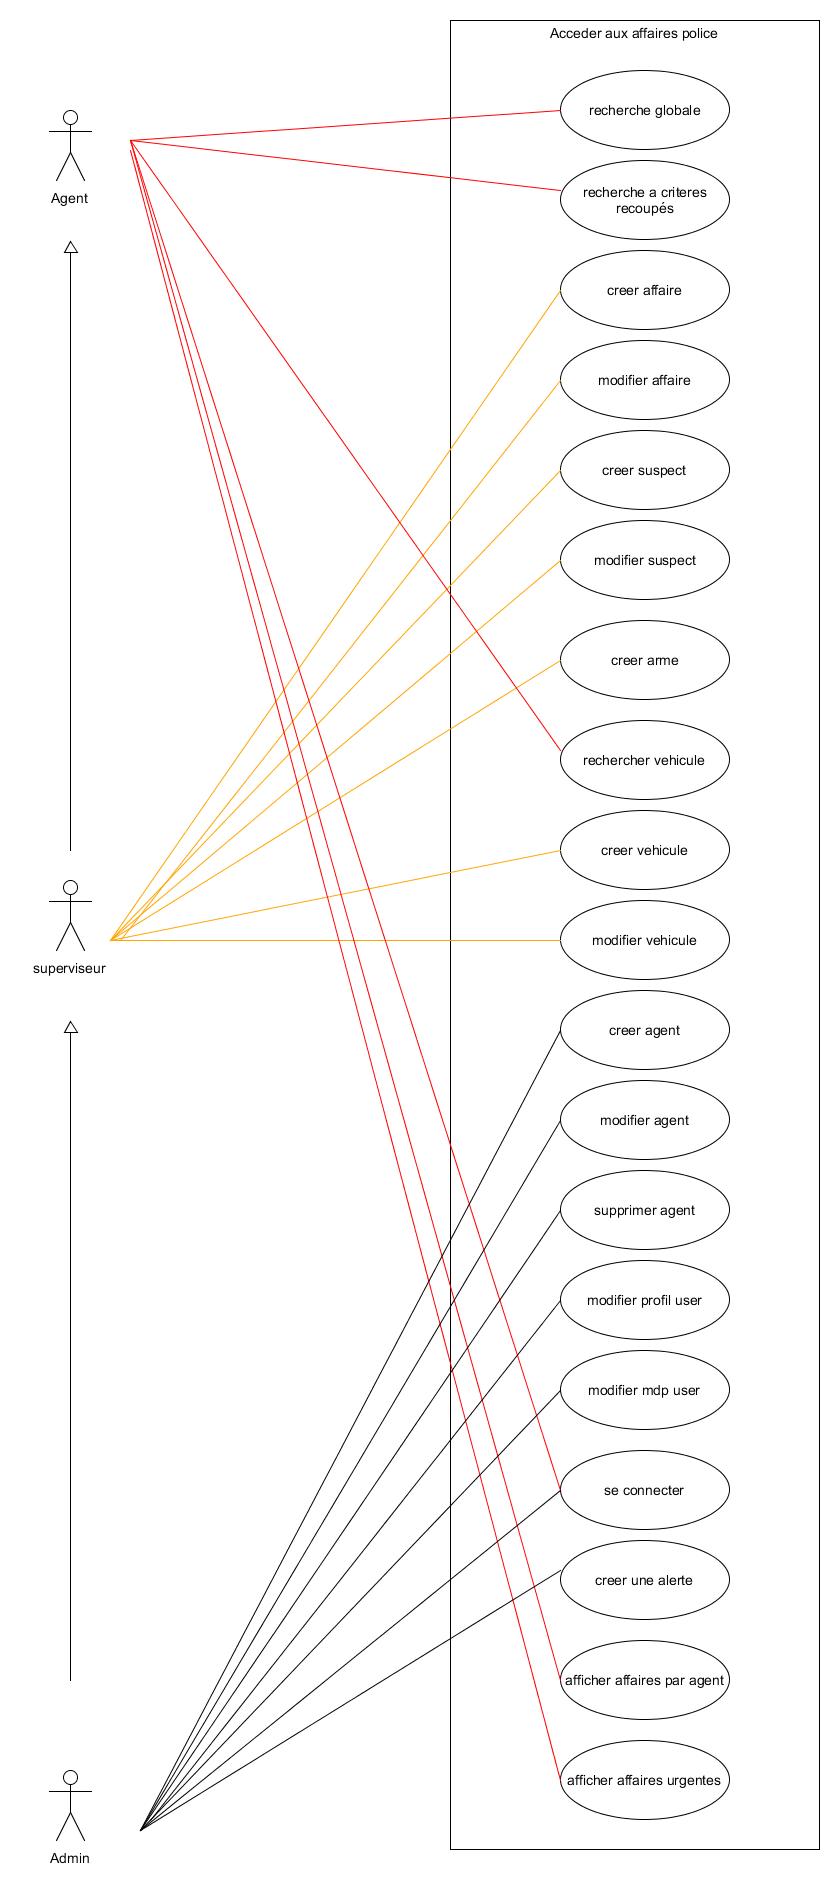 Acceder aux affaires police
recherche globale
Agent
recherche a criteres
recoupés
creer affaire
modifier affaire
creer suspect
modifier suspect
creer arme
rechercher vehicule
creer vehicule
superviseur
modifier vehicule
creer agent
modifier agent
supprimer agent
modifier profil user
modifier mdp user
se connecter
creer une alerte
afficher affaires par agent
afficher affaires urgentes
Admin